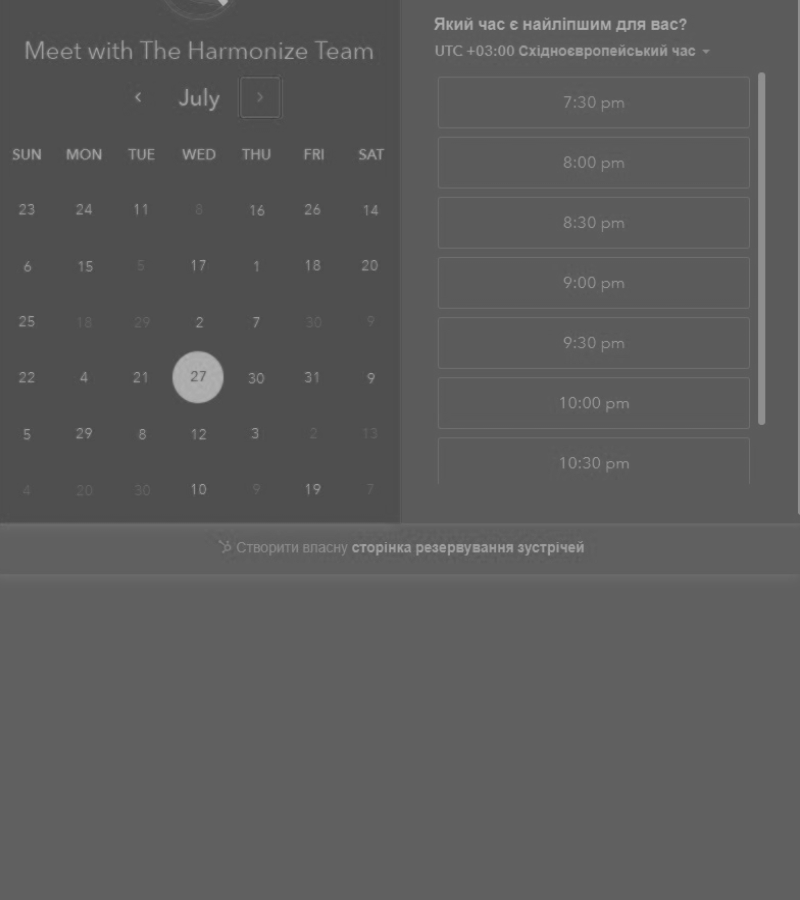 Meet with The Harmonize Team
July
SUN MON TUE WED THU FRI SAT
23 24 11 8 16 26 14
6 15 5 17 1 18 20
25 18 29 2 7 30 9
22 4 21 27 30 31 9
5 29 8 12 3 2 13
4 20 30 10 9 19 7
Який час є найліпшим для вас?
UTC +03:00 Східноєвропейський час
7:30 pm
8:00 pm
8:30 pm
9:00 pm
9:30 pm
10:00 pm
10:30 pm
Створити власну сторінка резервування зустрічей